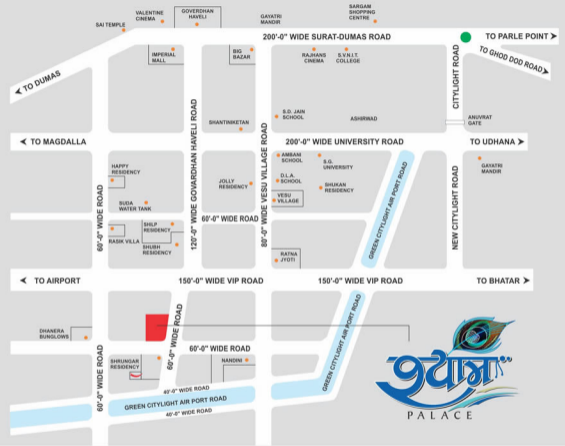 SAI TEMPLE
VALENTINE
CINEMA
GOVERDHAN
HAVELI
GAYATRI
MANDIR
SARGAM
SHOPPING
CENTRE
200'-0" WIDE SURAT-DUMAS ROAD
TO PARLE POINT
TO GHOD DOD ROAD
TO DUMAS
IMPERIAL
MALL
BIG
BAZAR
RAJHANS
CINEMA
S.V.N.I.T.
COLLEGE
CITYLIGHT ROAD
S.D. JAIN
SCHOOL
ASHIRWAD
ANUVRAT
GATE
SHANTINIKETAN
120'-0" WIDE GOVARDHAN HAVELI ROAD
80'-0" WIDE VESU VILLAGE ROAD
TO MAGDALLA
200'-0" WIDE UNIVERSITY ROAD
TO UDHANA
HAPPY
RESIDENCY
AMBANI
SCHOOL
S.G.
UNIVERSITY
GAYATRI
MANDIR
D.L.A.
SCHOOL
JOLLY
RESIDENCY
SHUKAN
RESIDENCY
VESU
VILLAGE
SUDA
WATER TANK
60'-0" WIDE ROAD
60'-0" WIDE ROAD
SHILP
RESIDENCY
RASIK VILLA
SHUBH
RESIDENCY
RATNA
JYOTI
GREEN CITYLIGHT AIR PORT ROAD
NEW CITYLIGHT ROAD
TO AIRPORT
150'-0" WIDE VIP ROAD
150'-0" WIDE VIP ROAD
TO BHATAR
DHANERA
BUNGLOWS
60'-0" WIDE ROAD
60'-0" WIDE ROAD
60'-0" WIDE ROAD
SHRUNGAR
RESIDENCY
NANDINI
GREEN CITYLIGHT AIR PORT ROAD
40'-0" WIDE ROAD
GREEN CITYLIGHT AIR PORT ROAD
40'-0" WIDE ROAD
श्याम
PALACE